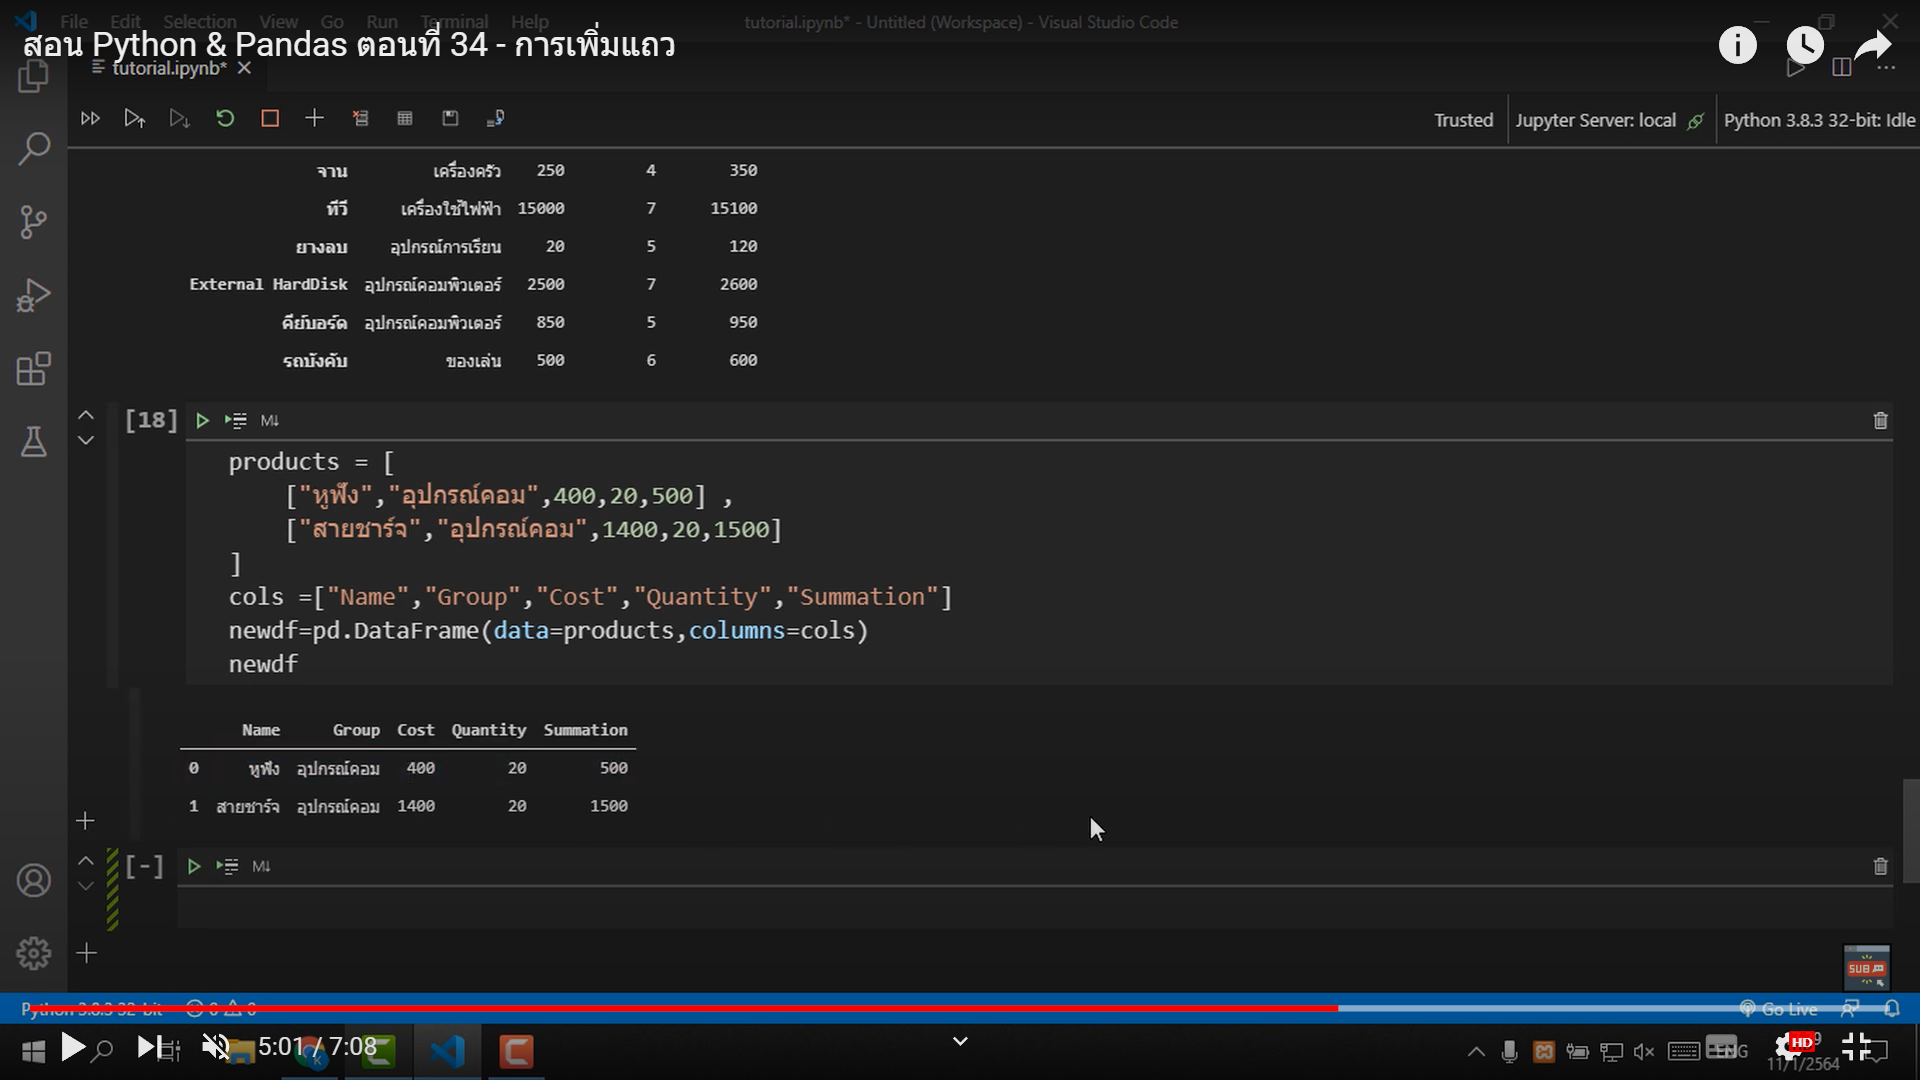 File Edit Selection View Go Run Terminal Help tutorial.ipynb* - Untitled (Workspace) - Visual Studio Code
สอน Python & Pandas ตอนที่ 34 - การเพิ่มแถว
tutorial.ipynb*
Trusted Jupyter Server: local Python 3.8.3 32-bit: Idle
จาน เครื่องครัว 250 4 350
ทีวี เครื่องใช้ไฟฟ้า 15000 7 15100
ยางลบ อุปกรณ์การเรียน 20 5 120
External HardDisk อุปกรณ์คอมพิวเตอร์ 2500 7 2600
คีย์บอร์ด อุปกรณ์คอมพิวเตอร์ 850 5 950
รถบังคับ ของเล่น 500 6 600
[18] M↓
products = [
["หูฟัง","อุปกรณ์คอม",400,20,500] ,
["สายชาร์จ","อุปกรณ์คอม",1400,20,1500]
]
cols =["Name","Group","Cost","Quantity","Summation"]
newdf=pd.DataFrame(data=products,columns=cols)
newdf
Name Group Cost Quantity Summation
0 หูฟัง อุปกรณ์คอม 400 20 500
1 สายชาร์จ อุปกรณ์คอม 1400 20 1500
[-] M↓
SUB
Python 3.8.3 32-bit 0 0 Go Live
5:01 / 7:08 ENG HD
11/1/2564